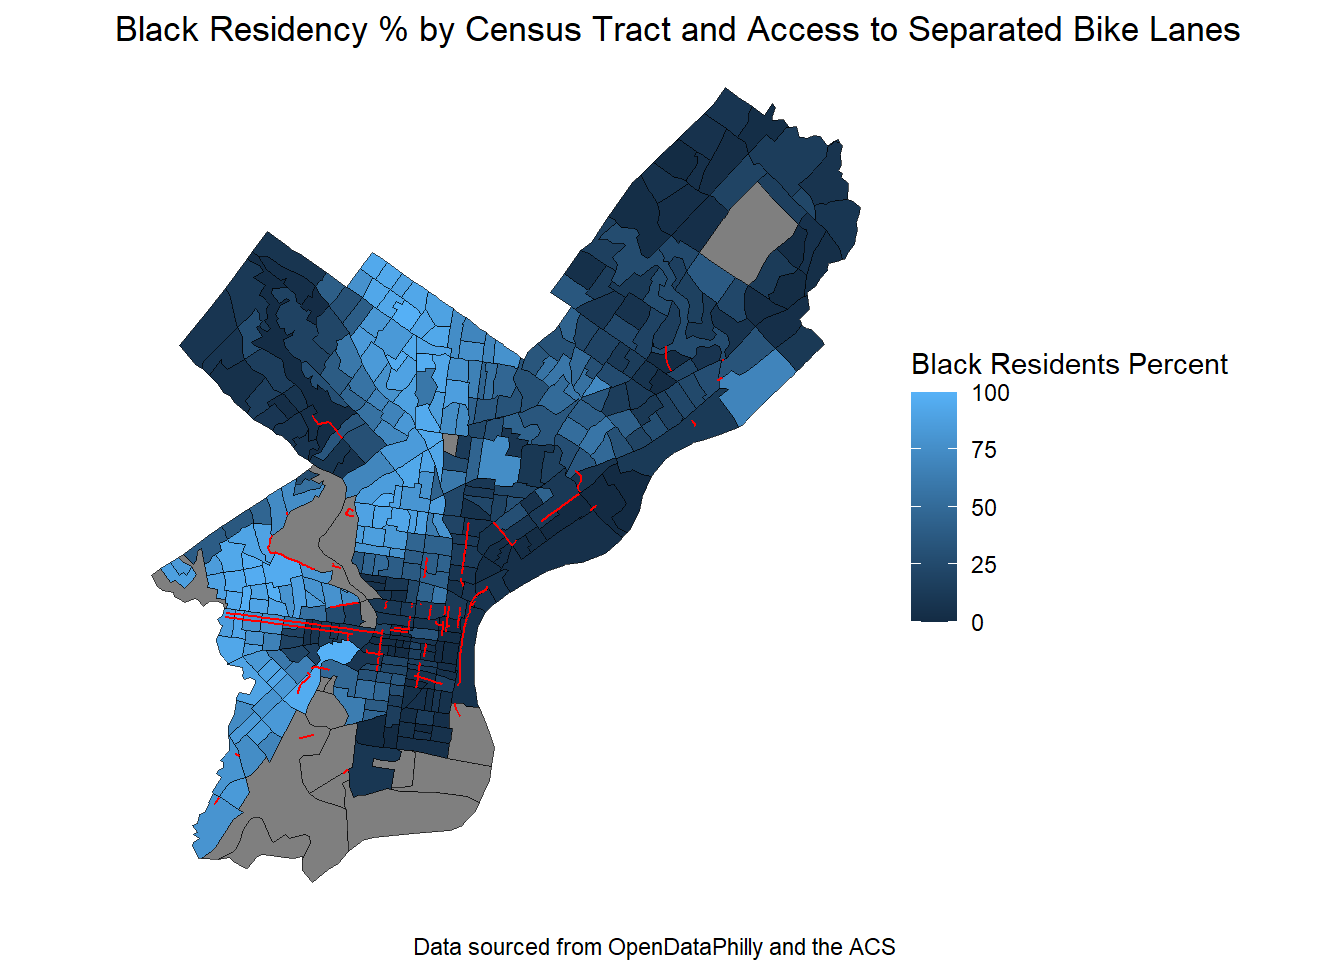 Black Residency % by Census Tract and Access to Separated Bike Lanes
Black Residents Percent
100
75
50
25
0
Data sourced from OpenDataPhilly and the ACS